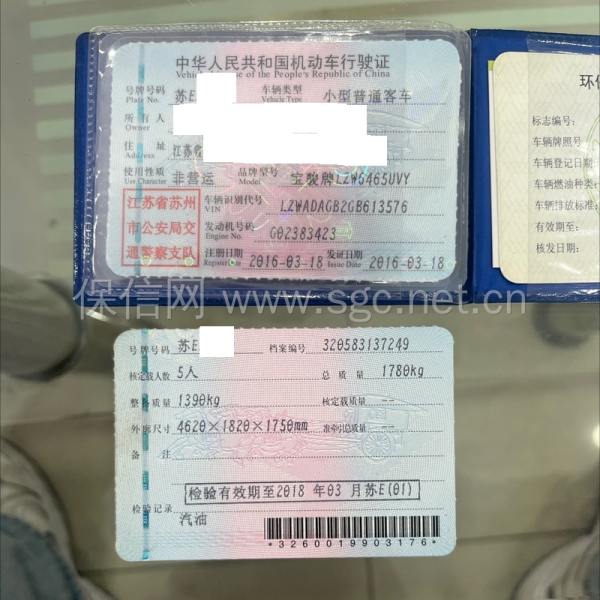 中华人民共和国机动车行驶证
Vehicle License of the People's Republic of China
号牌号码 苏E 车辆类型 小型普通客车
Plate No. Vehicle Type
所有人
Owner
住址 江苏省
Address
使用性质 非营运 品牌型号 宝骏牌LZW6465UVY
Use Character Model
江苏省苏州市公安局交通警察支队
车辆识别代号 LZWADAGB2GB613576
VIN
发动机号码 G02383423
Engine No.
注册日期 2016-03-18 发证日期 2016-03-18
Register Date Issue Date
环保
标志编号:
车辆牌照号:
车辆登记日期
车辆燃油种类:
车辆排放标准:
有效期至:
核发日期:
保信网 www.sgc.net.cn
号牌号码 苏E 档案编号 320583137249
核定载人数 5人 总质量 1780kg
整备质量 1390kg 核定载质量 --
外廓尺寸 4620×1820×1750mm 准牵引总质量 --
备注
检验有效期至2018年03月苏E(01)
检验记录
汽油
*3260019903176*